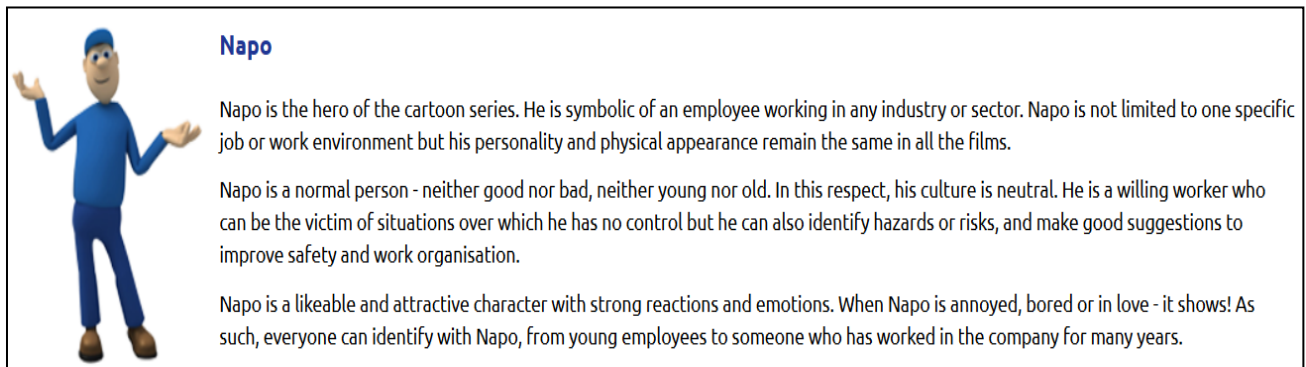 Napo
Napo is the hero of the cartoon series. He is symbolic of an employee working in any industry or sector. Napo is not limited to one specific
job or work environment but his personality and physical appearance remain the same in all the films.
Napo is a normal person - neither good nor bad, neither young nor old. In this respect, his culture is neutral. He is a willing worker who
can be the victim of situations over which he has no control but he can also identify hazards or risks, and make good suggestions to
improve safety and work organisation.
Napo is a likeable and attractive character with strong reactions and emotions. When Napo is annoyed, bored or in love - it shows! As
such, everyone can identify with Napo, from young employees to someone who has worked in the company for many years.